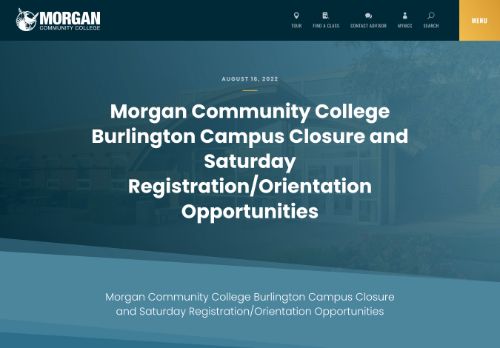 MORGAN
COMMUNITY COLLEGE
TOUR
FIND A CLASS
CONTACT ADVISOR
MYMCC
SEARCH
MENU
AUGUST 16, 2022
Morgan Community College
Burlington Campus Closure and
Saturday
Registration/Orientation
Opportunities
Morgan Community College Burlington Campus Closure
and Saturday Registration/Orientation Opportunities